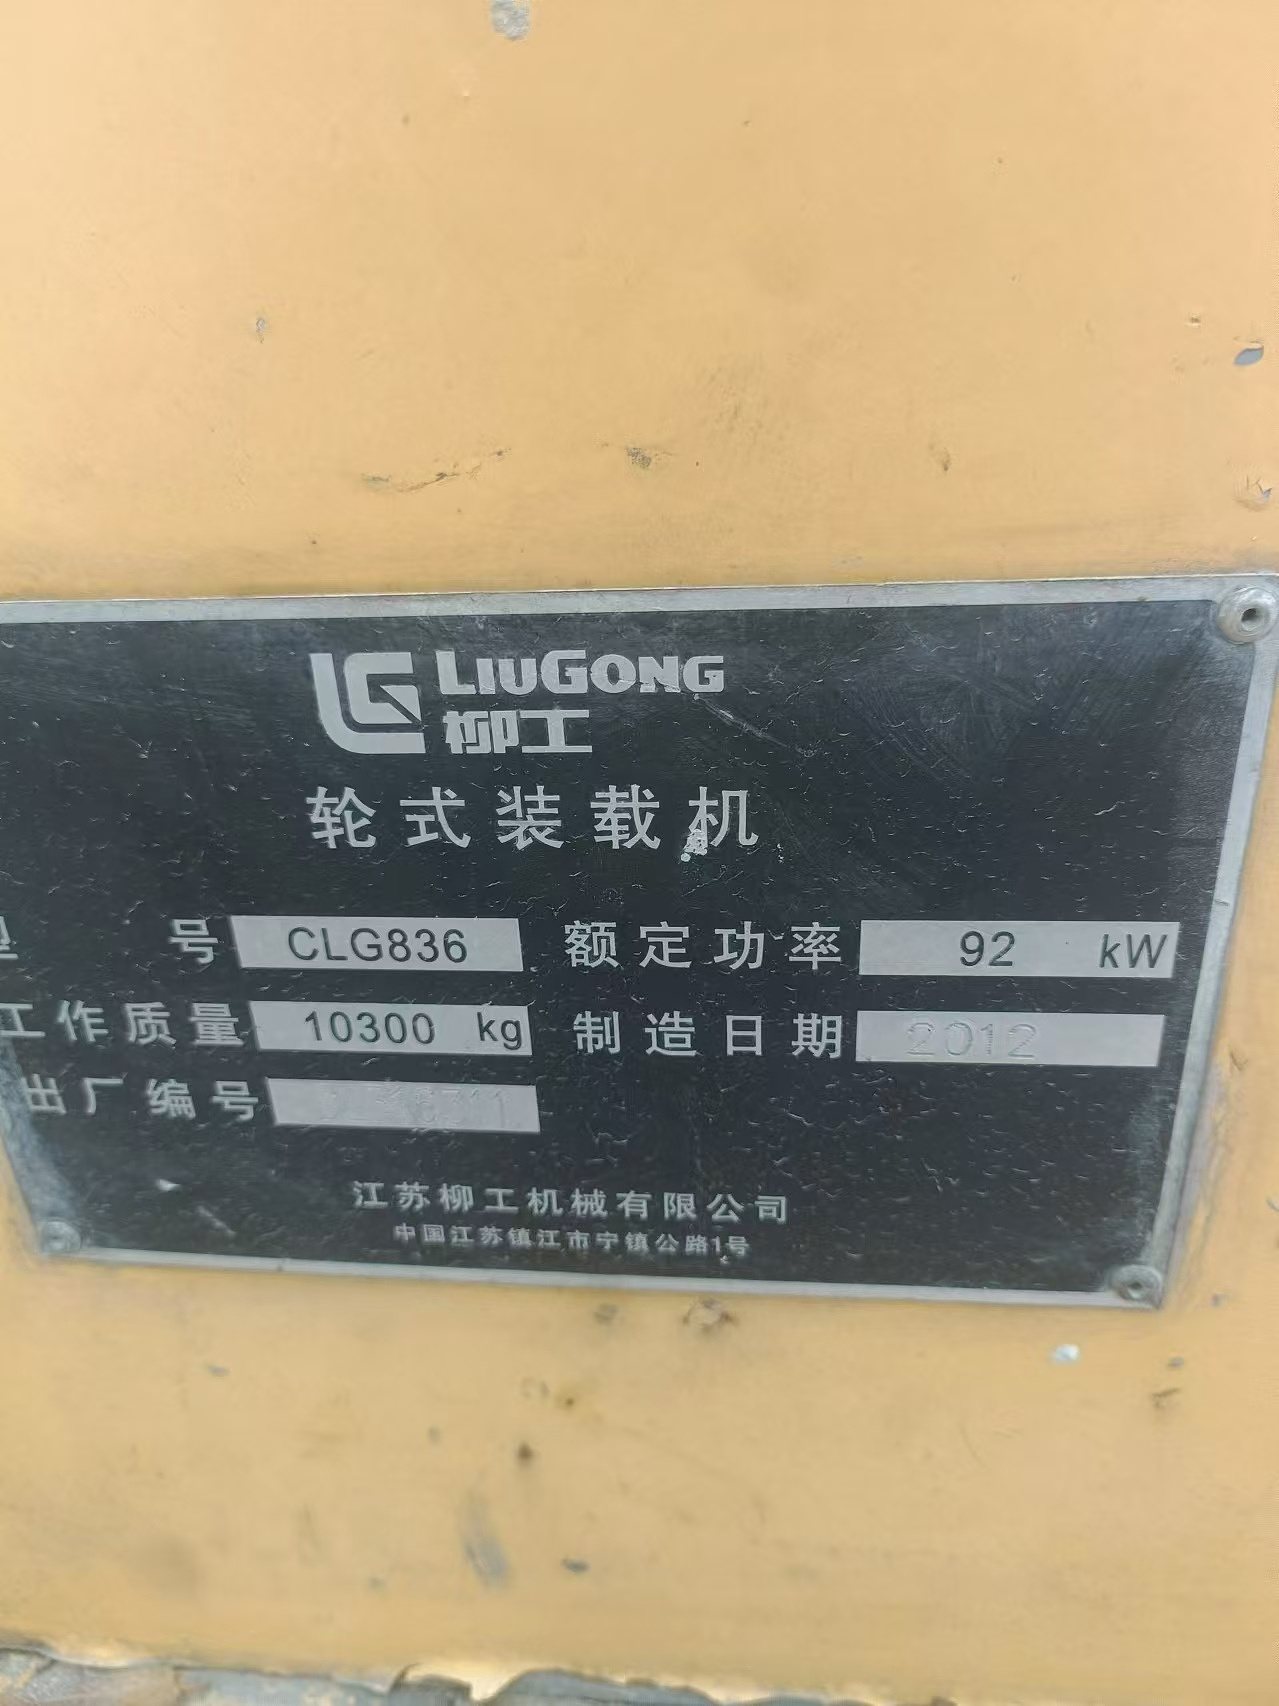 LG LIUGONG
柳工
轮式装载机
号 CLG836 额定功率 92 kW
工作质量 10300 kg 制造日期 2012
出厂编号
江苏柳工机械有限公司
中国江苏镇江市宁镇公路1号